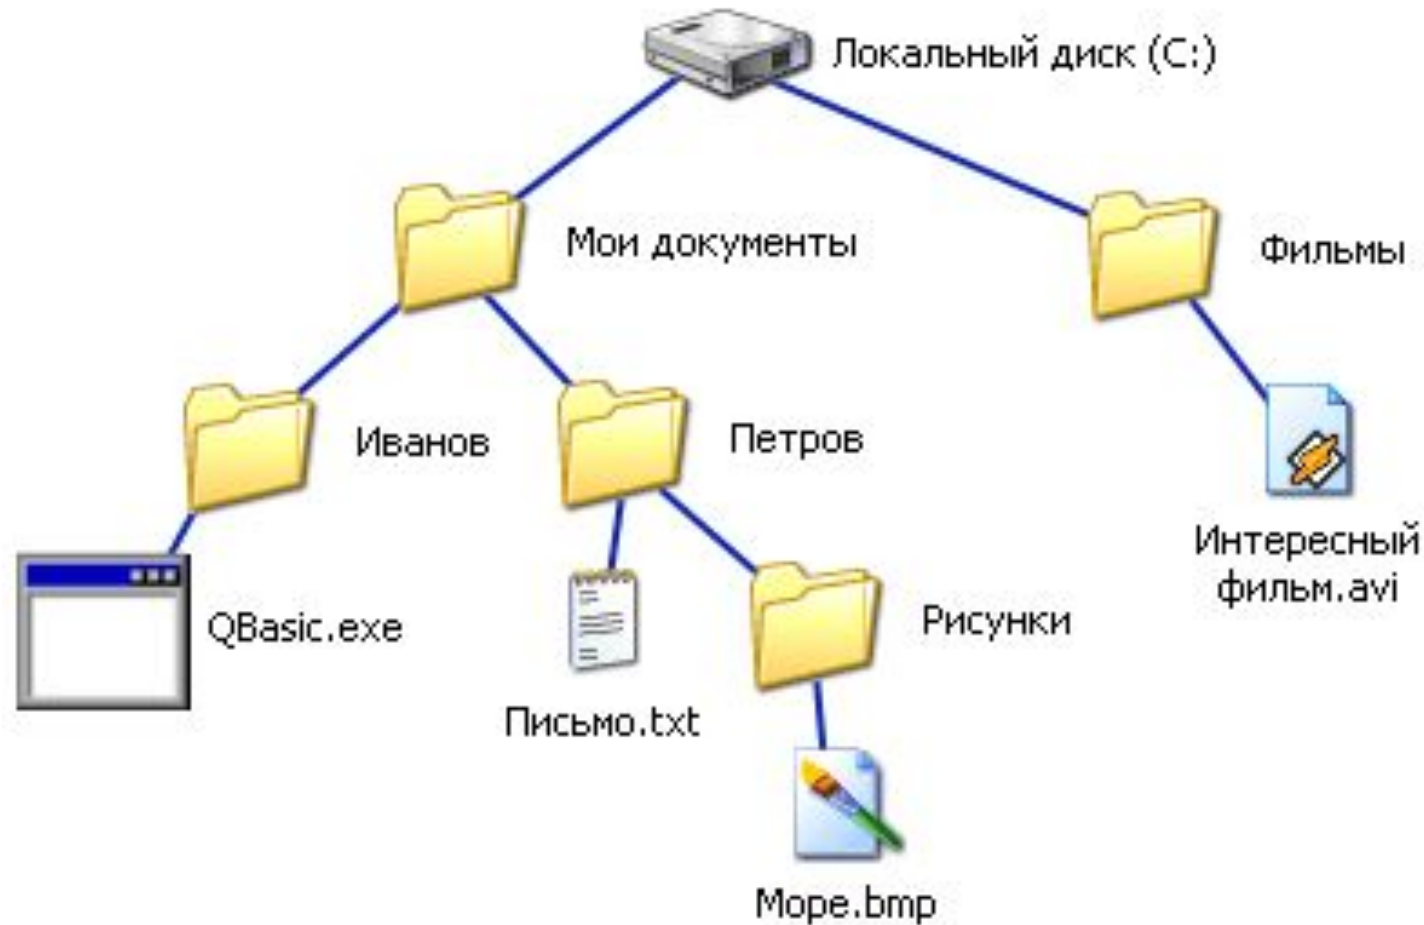 Локальный диск (C:)
Мои документы
Фильмы
Иванов
Петров
Интересный
фильм.avi
QBasic.exe
Рисунки
Письмо.txt
Море.bmp